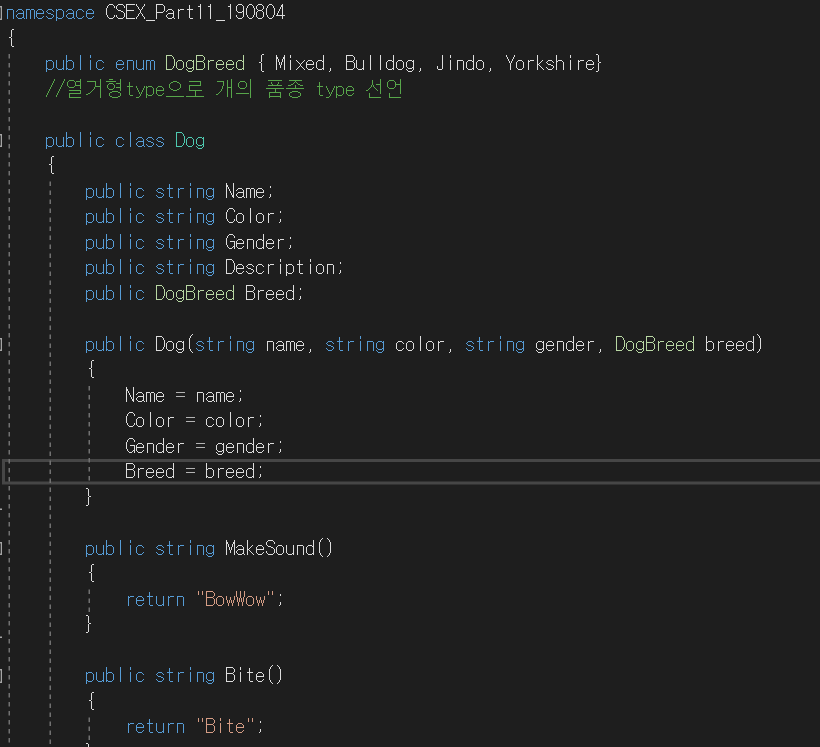 namespace CSEX_Part11_190804
{
public enum DogBreed { Mixed, Bulldog, Jindo, Yorkshire}
//열거형type으로 개의 품종 type 선언
public class Dog
{
public string Name;
public string Color;
public string Gender;
public string Description;
public DogBreed Breed;
public Dog(string name, string color, string gender, DogBreed breed)
{
Name = name;
Color = color;
Gender = gender;
Breed = breed;
}
public string MakeSound()
{
return "BowWow";
}
public string Bite()
{
return "Bite";
}